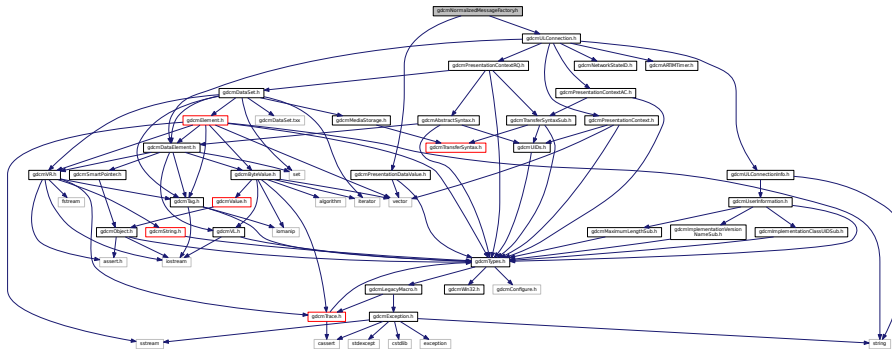 gdcmNormalizedMessageFactory.h
gdcmULConnection.h
gdcmPresentationContextRQ.h
gdcmNetworkStateID.h
gdcmARTIMTimer.h
gdcmDataSet.h
gdcmPresentationContextAC.h
gdcmElement.h
gdcmDataSet.txx
gdcmMediaStorage.h
gdcmAbstractSyntax.h
gdcmTransferSyntaxSub.h
gdcmPresentationContext.h
gdcmDataElement.h
gdcmTransferSyntax.h
gdcmUIDs.h
gdcmVR.h
gdcmSmartPointer.h
gdcmByteValue.h
set
gdcmPresentationDataValue.h
gdcmULConnectionInfo.h
fstream
gdcmTag.h
gdcmValue.h
algorithm
iterator
vector
gdcmUserInformation.h
gdcmObject.h
gdcmString.h
gdcmVL.h
iomanip
gdcmMaximumLengthSub.h
gdcmImplementationVersion
NameSub.h
gdcmImplementationClassUIDSub.h
assert.h
iostream
gdcmTypes.h
gdcmLegacyMacro.h
gdcmWin32.h
gdcmConfigure.h
gdcmTrace.h
gdcmException.h
sstream
cassert
stdexcept
cstdlib
exception
string